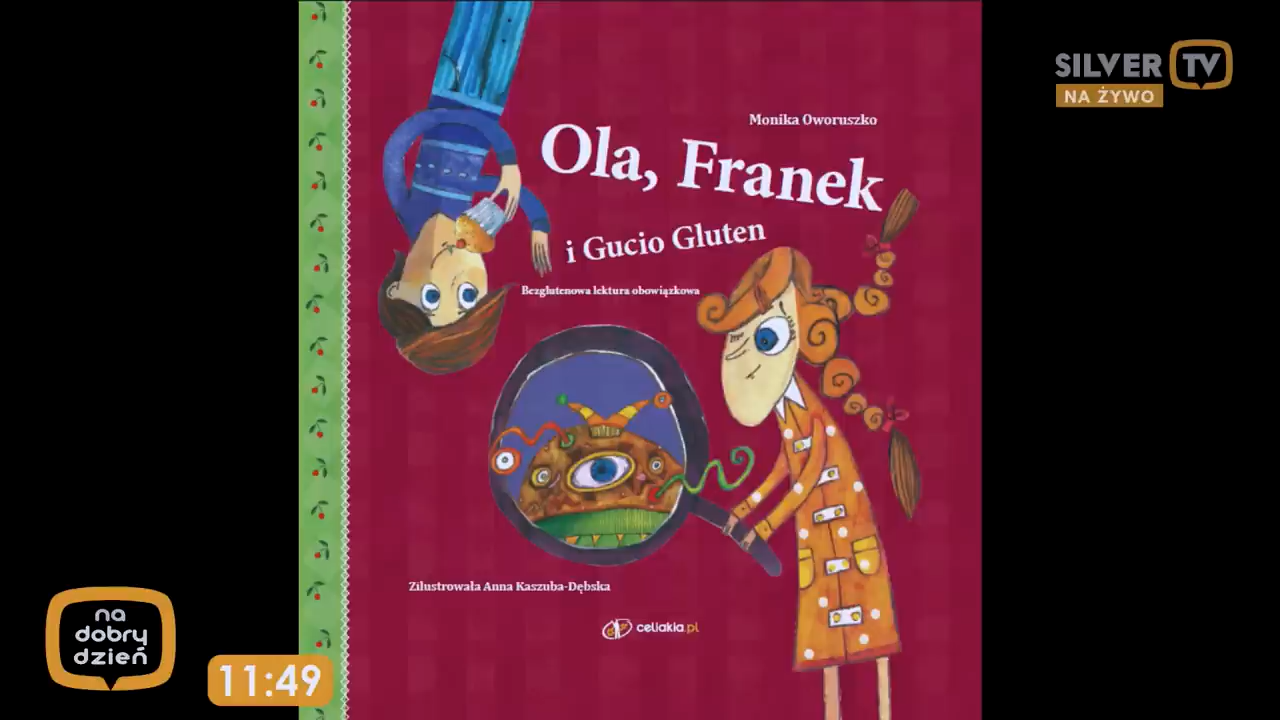 SILVER TV
NA ŻYWO
Monika Oworuszko
Ola, Franek
i Gucio Gluten
Bezglutenowa lektura obowiązkowa
Zilustrowała Anna Kaszuba-Dębska
celiakia.pl
na
dobry
dzień
11:49